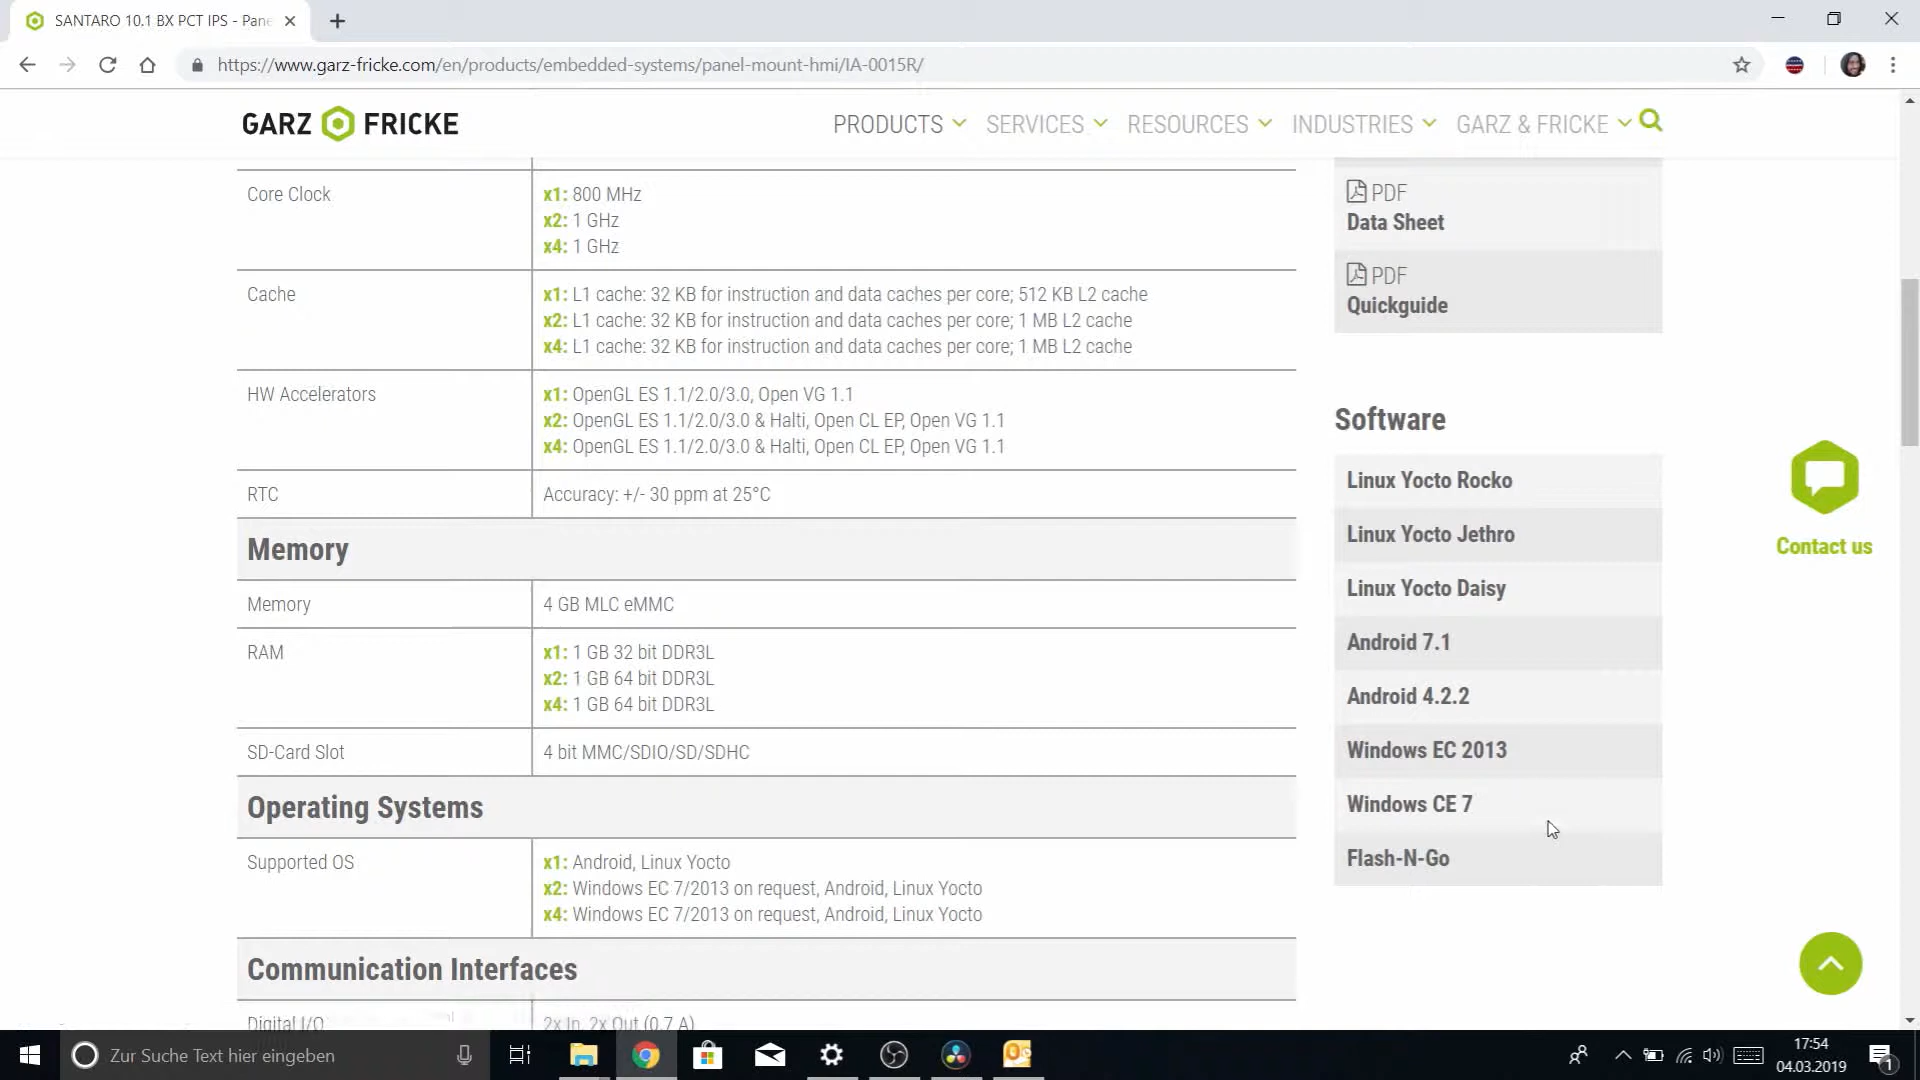 SANTARO 10.1 BX PCT IPS - Pane
https://www.garz-fricke.com/en/products/embedded-systems/panel-mount-hmi/IA-0015R/
GARZ FRICKE
PRODUCTS
SERVICES
RESOURCES
INDUSTRIES
GARZ & FRICKE
Core Clock
x1: 800 MHz
x2: 1 GHz
x4: 1 GHz
Cache
x1: L1 cache: 32 KB for instruction and data caches per core; 512 KB L2 cache
x2: L1 cache: 32 KB for instruction and data caches per core; 1 MB L2 cache
x4: L1 cache: 32 KB for instruction and data caches per core; 1 MB L2 cache
HW Accelerators
x1: OpenGL ES 1.1/2.0/3.0, Open VG 1.1
x2: OpenGL ES 1.1/2.0/3.0 & Halti, Open CL EP, Open VG 1.1
x4: OpenGL ES 1.1/2.0/3.0 & Halti, Open CL EP, Open VG 1.1
RTC
Accuracy: +/- 30 ppm at 25°C
Memory
Memory
4 GB MLC eMMC
RAM
x1: 1 GB 32 bit DDR3L
x2: 1 GB 64 bit DDR3L
x4: 1 GB 64 bit DDR3L
SD-Card Slot
4 bit MMC/SDIO/SD/SDHC
Operating Systems
Supported OS
x1: Android, Linux Yocto
x2: Windows EC 7/2013 on request, Android, Linux Yocto
x4: Windows EC 7/2013 on request, Android, Linux Yocto
Communication Interfaces
Digital I/O
2x In, 2x Out (0.7 A)
PDF
Data Sheet
PDF
Quickguide
Software
Linux Yocto Rocko
Linux Yocto Jethro
Linux Yocto Daisy
Android 7.1
Android 4.2.2
Windows EC 2013
Windows CE 7
Flash-N-Go
Contact us
Zur Suche Text hier eingeben
17:54
04.03.2019
1